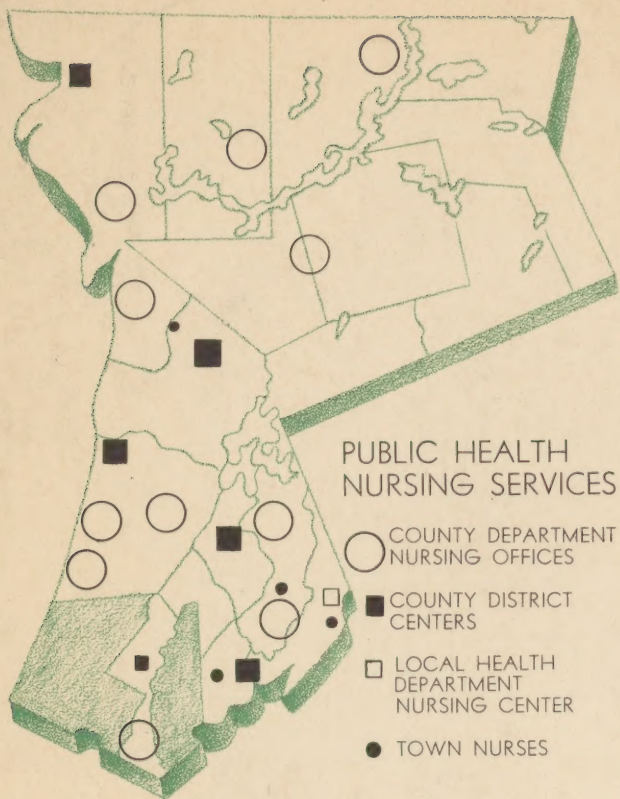 PUBLIC HEALTH
NURSING SERVICES
COUNTY DEPARTMENT
NURSING OFFICES
COUNTY DISTRICT
CENTERS
LOCAL HEALTH
DEPARTMENT
NURSING CENTER
TOWN NURSES